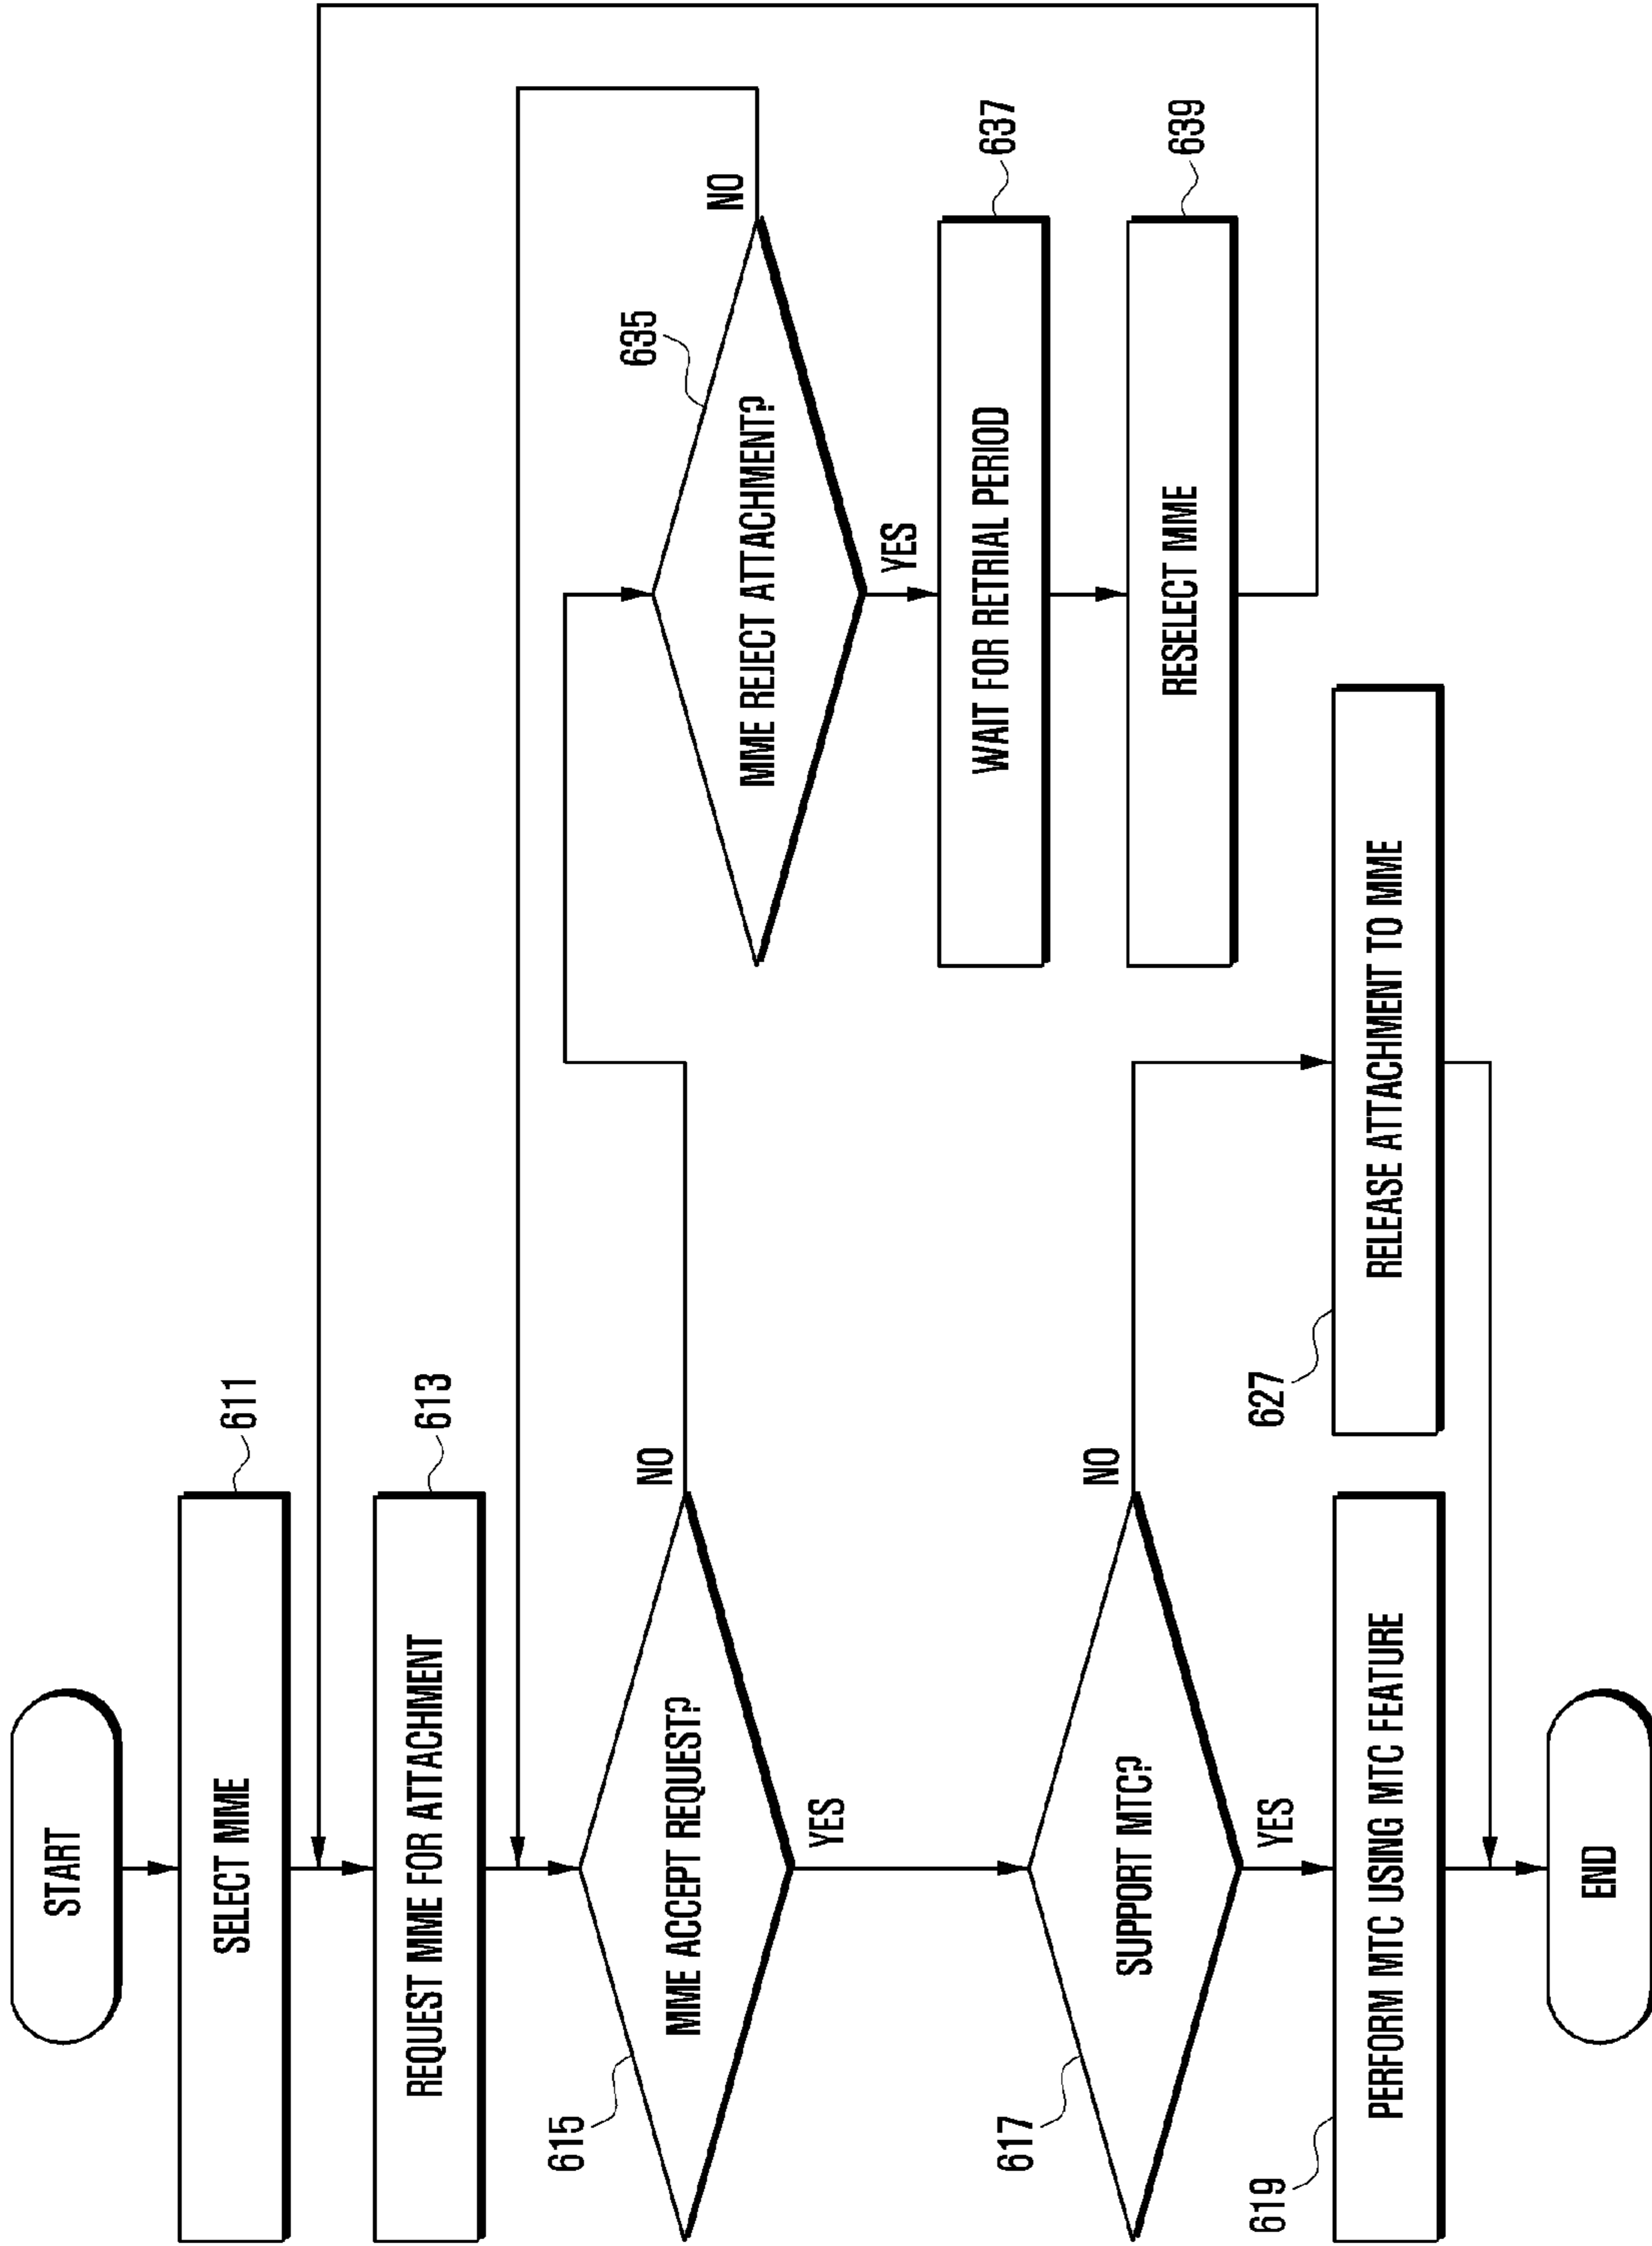 START
SELECT MME
611
REQUEST MME FOR ATTACHMENT
613
615
MME ACCEPT REQUEST?
NO
YES
635
MME REJECT ATTACHMENT?
NO
YES
WAIT FOR RETRIAL PERIOD
637
RESELECT MME
639
617
SUPPORT MTC?
NO
YES
619
PERFORM MTC USING MTC FEATURE
627
RELEASE ATTACHMENT TO MME
END